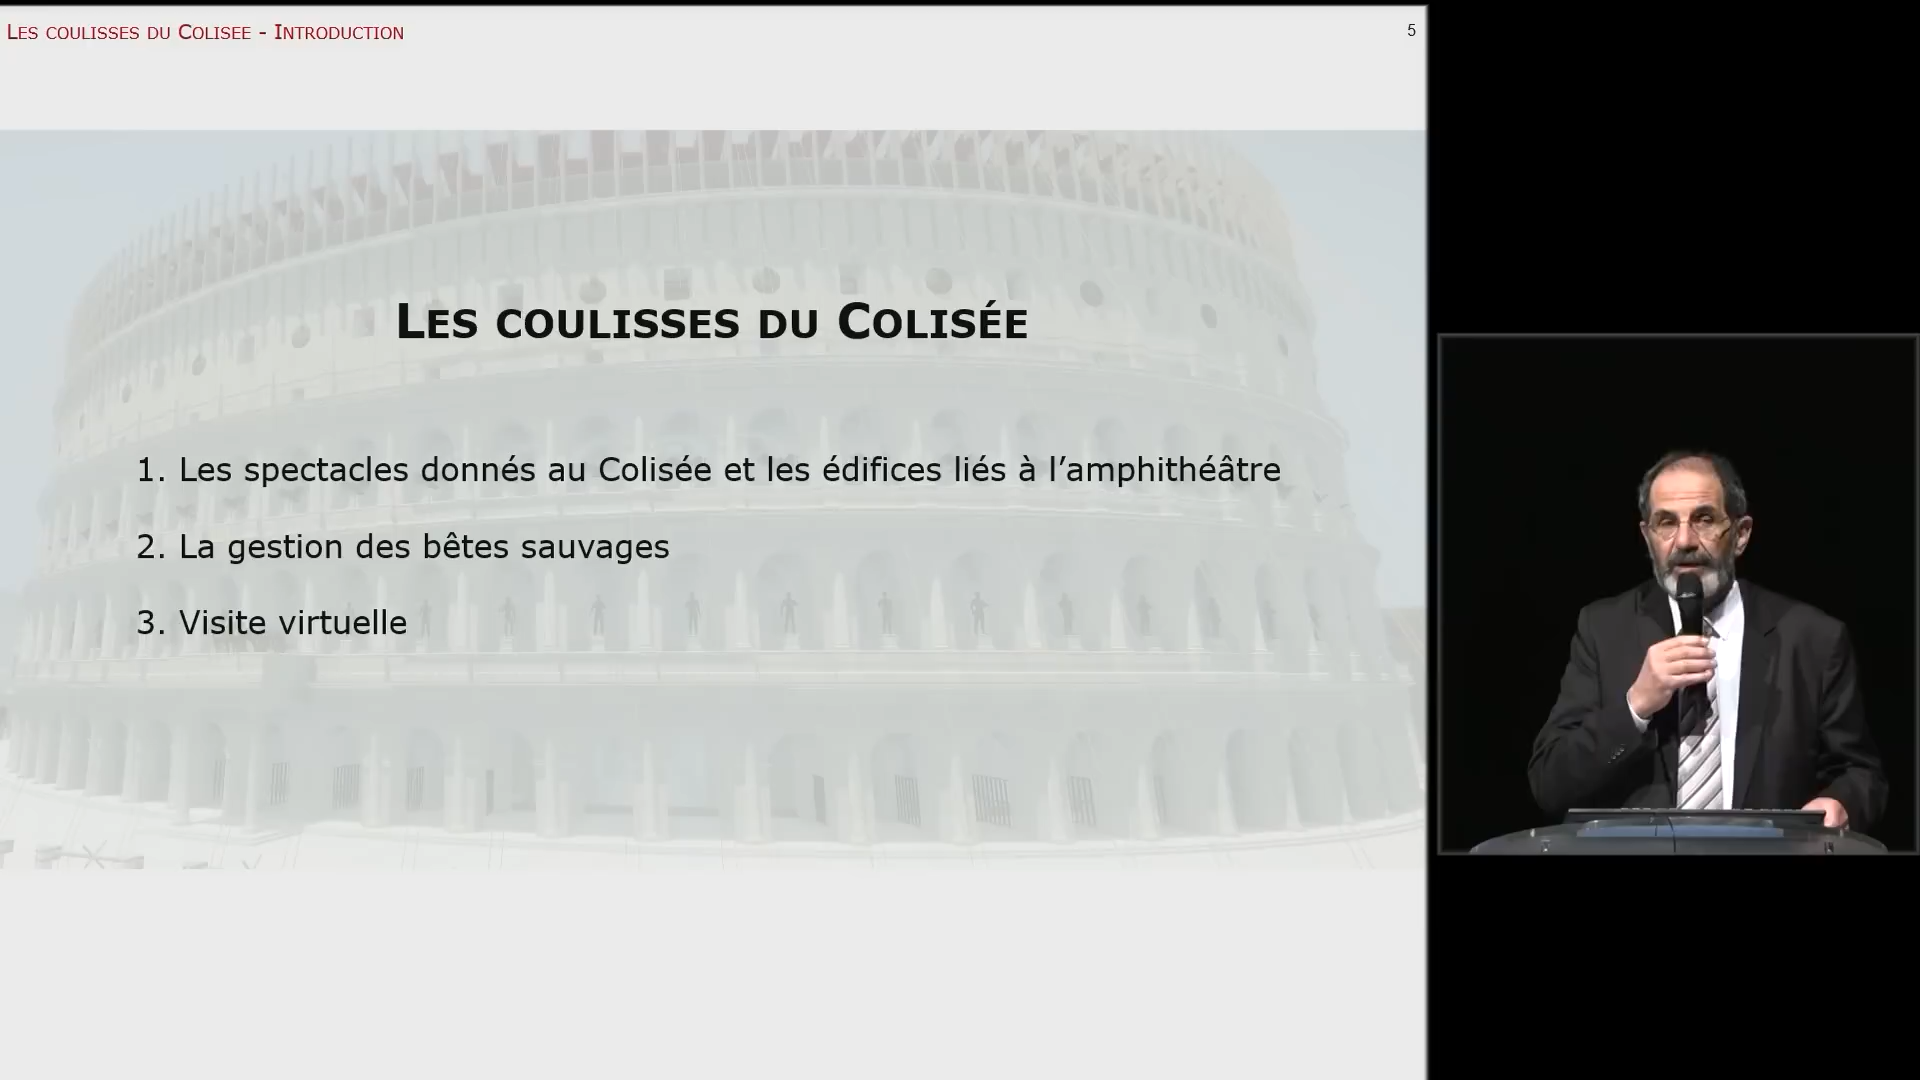 LES COULISSES DU COLISEE - INTRODUCTION
5
LES COULISSES DU COLISÉE
1. Les spectacles donnés au Colisée et les édifices liés à l’amphithéâtre
2. La gestion des bêtes sauvages
3. Visite virtuelle